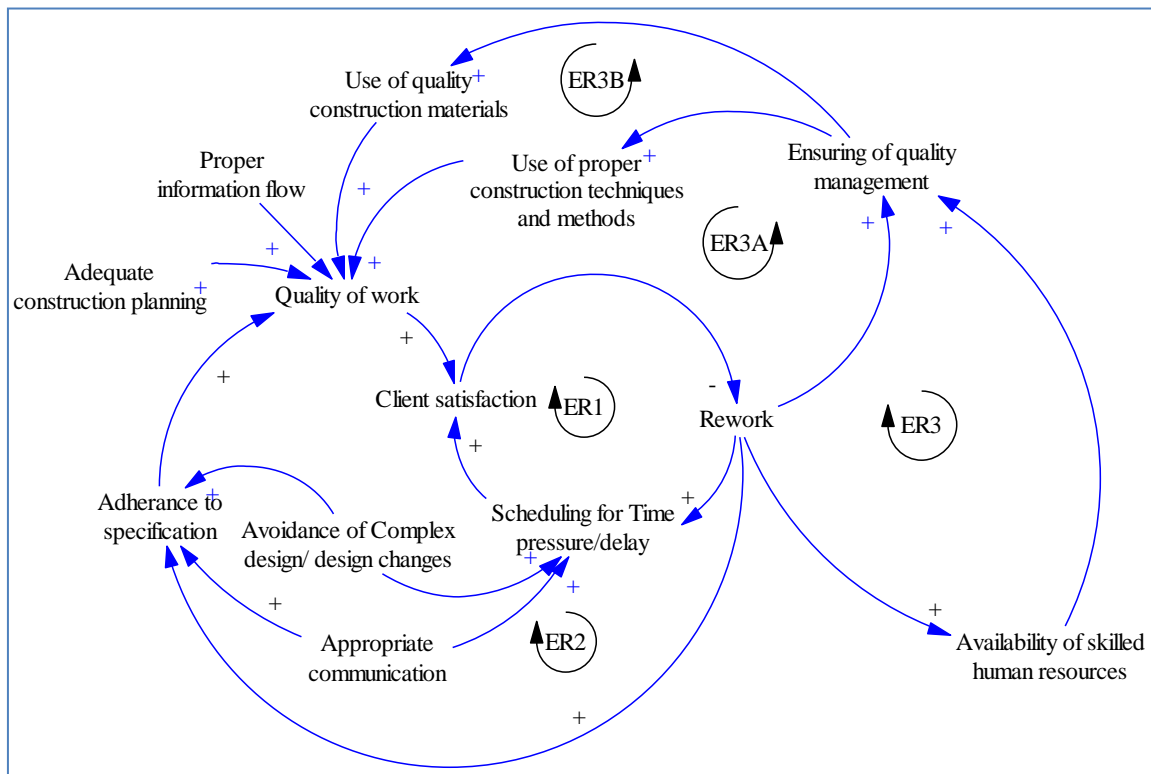 Use of quality
construction materials
+
ER3B
Proper
information flow
+
Use of proper
construction techniques
and methods
+
Ensuring of quality
management
+
+
ER3A
+
+
+
Adequate
construction planning
+
Quality of work
+
Client satisfaction
ER1
-
Rework
ER3
+
+
Adherance to
specification
+
Avoidance of Complex
design/ design changes
Scheduling for Time
pressure/delay
+
+
+
+
Appropriate
communication
ER2
+
Availability of skilled
human resources
+